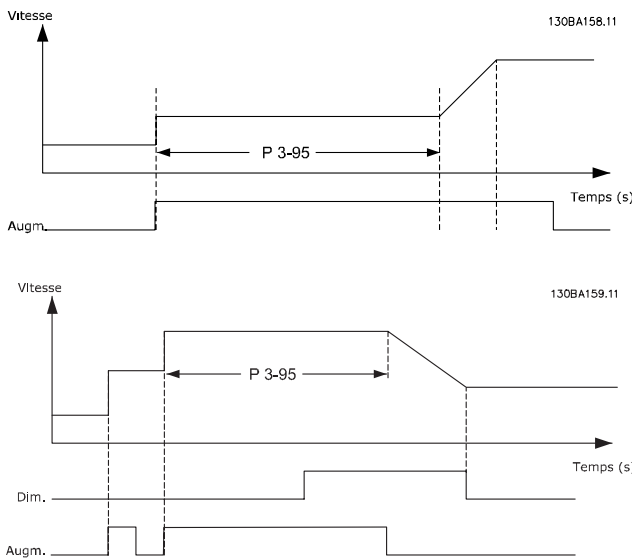 Vitesse
130BA158.11
P 3-95
Temps (s)
Augm.
Vitesse
130BA159.11
P 3-95
Temps (s)
Dim.
Augm.